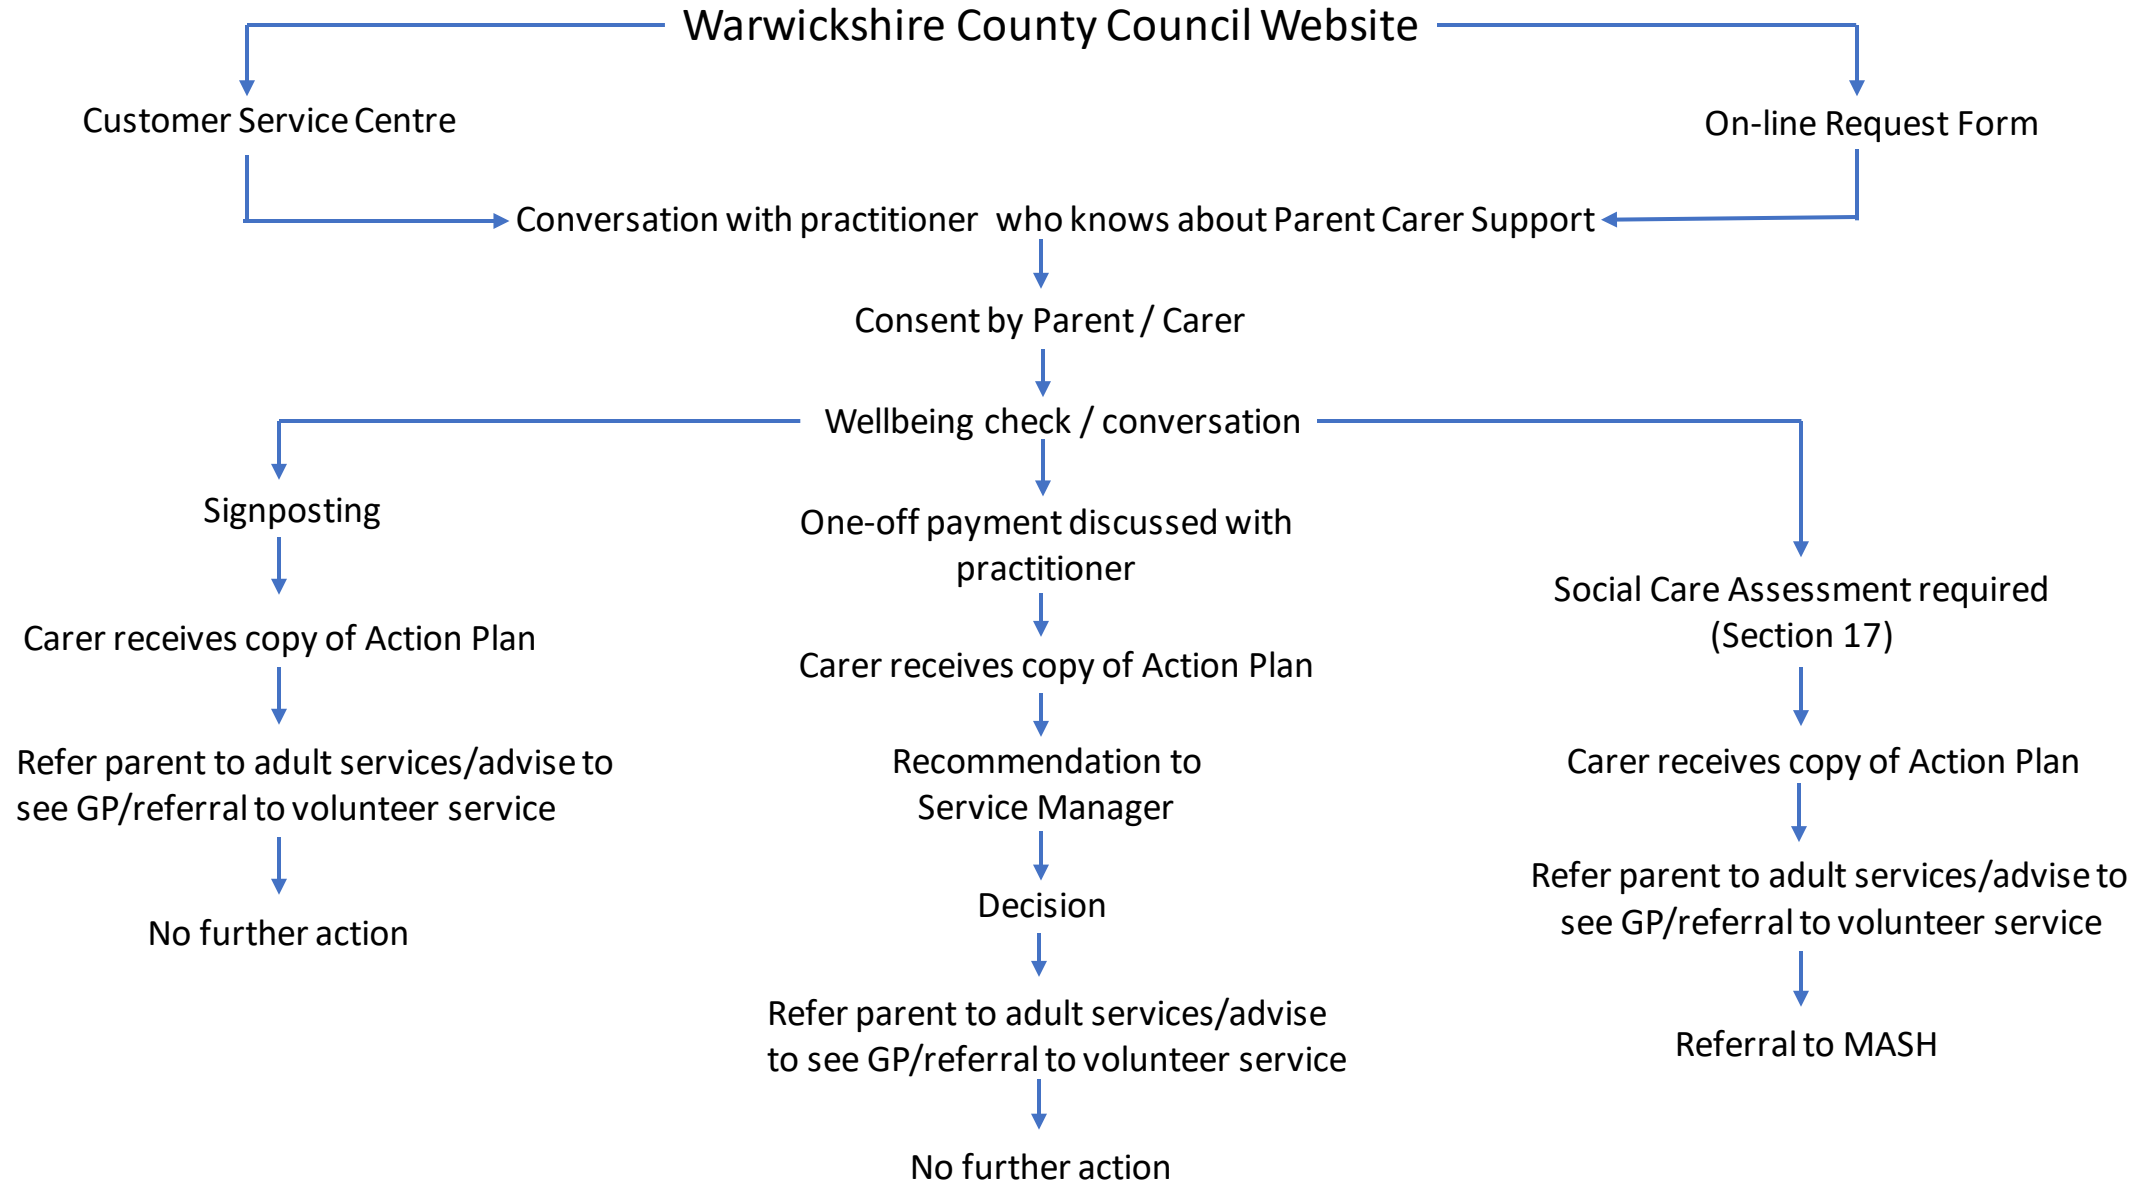 Warwickshire County Council Website
Customer Service Centre
On-line Request Form
Conversation with practitioner who knows about Parent Carer Support
Consent by Parent / Carer
Wellbeing check / conversation
Signposting
Carer receives copy of Action Plan
Refer parent to adult services/advise to
see GP/referral to volunteer service
No further action
One-off payment discussed with
practitioner
Carer receives copy of Action Plan
Recommendation to
Service Manager
Decision
Refer parent to adult services/advise
to see GP/referral to volunteer service
No further action
Social Care Assessment required
(Section 17)
Carer receives copy of Action Plan
Refer parent to adult services/advise to
see GP/referral to volunteer service
Referral to MASH